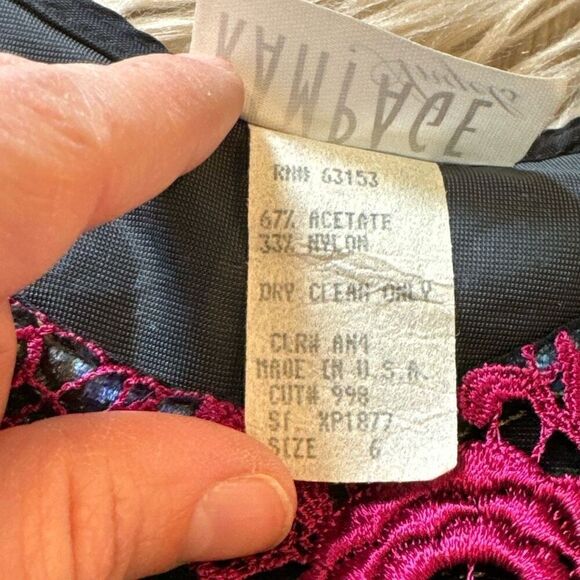 RAMPAGE
RN# 63153
67% ACETATE
33% NYLON
DRY CLEAN ONLY
CLR# AN4
MADE IN U.S.A.
CUT# 998
ST. XP1877
SIZE 6